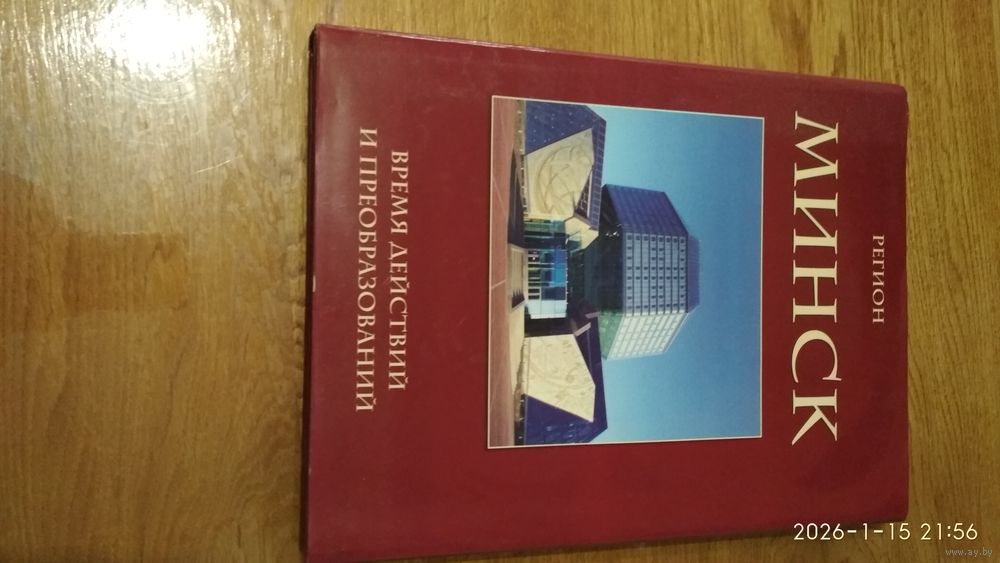 РЕГИОН
МИНСК
ВРЕМЯ ДЕЙСТВИЙ
И ПРЕОБРАЗОВАНИЙ
2026-1-15 21:56
www.ay.by